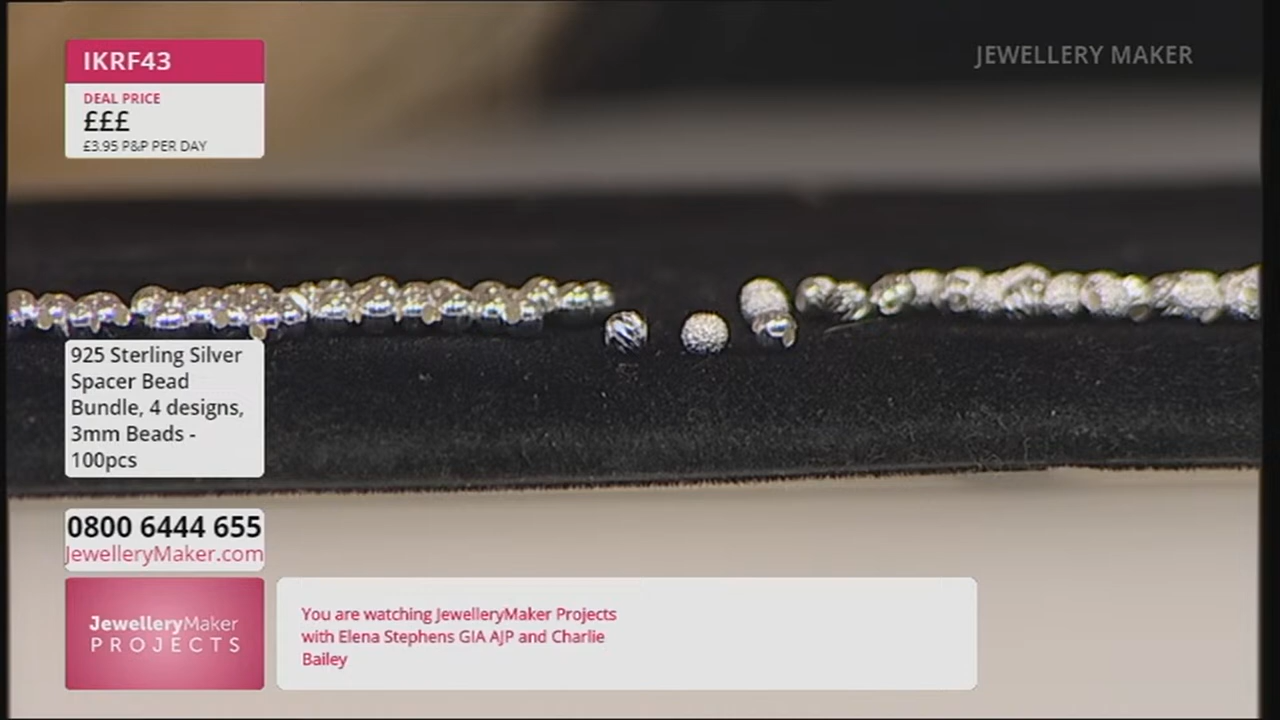 IKRF43
DEAL PRICE
£££
£3.95 P&P PER DAY
JEWELLERY MAKER
925 Sterling Silver
Spacer Bead
Bundle, 4 designs,
3mm Beads -
100pcs
0800 6444 655
JewelleryMaker.com
JewelleryMaker
PROJECTS
You are watching JewelleryMaker Projects
with Elena Stephens GIA AJP and Charlie
Bailey